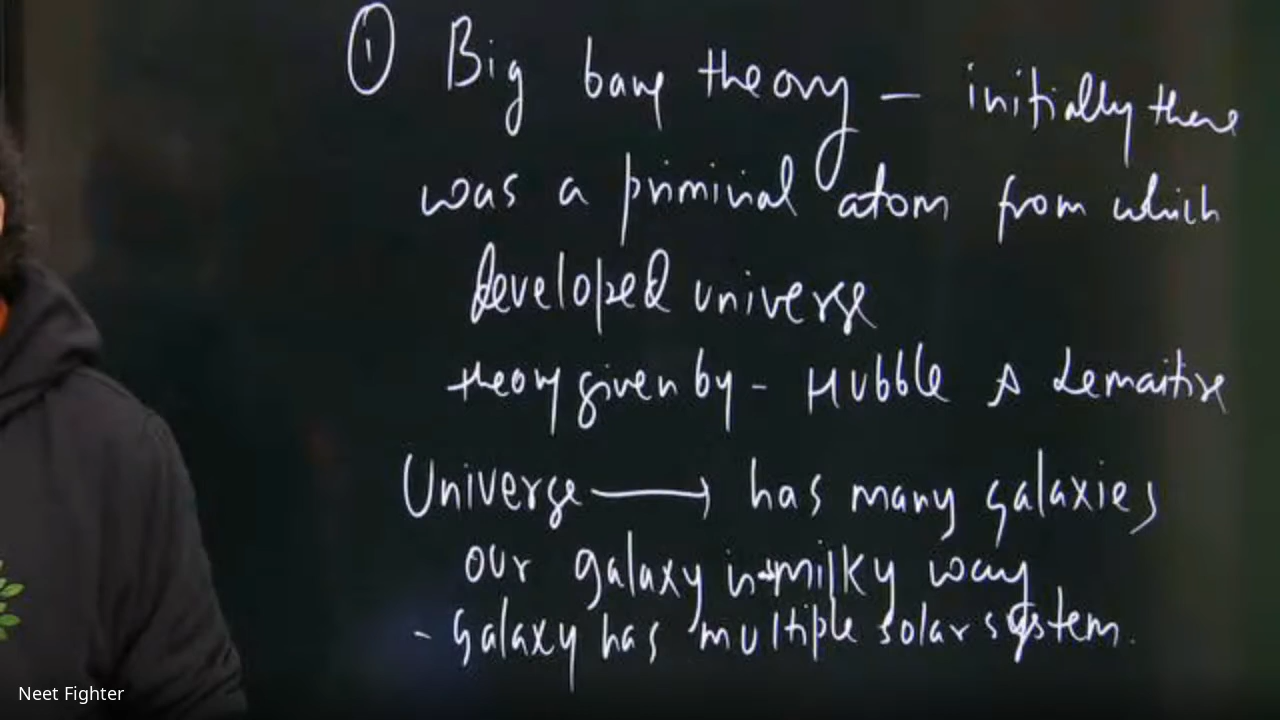 ① Big bang theory – initially there
was a primival atom from which
developed universe
theory given by - Hubble & Lemaitre
Universe ⟶ has many galaxies
our galaxy is → milky way
- galaxy has multiple solar system.
Neet Fighter